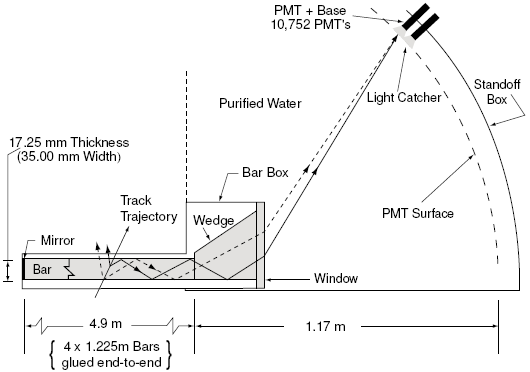 PMT + Base
10,752 PMT's
Light Catcher
Standoff
Box
Purified Water
17.25 mm Thickness
(35.00 mm Width)
Bar Box
Track
Trajectory
Wedge
PMT Surface
Mirror
Bar
Window
4.9 m
1.17 m
{ 4 x 1.225m Bars
glued end-to-end }